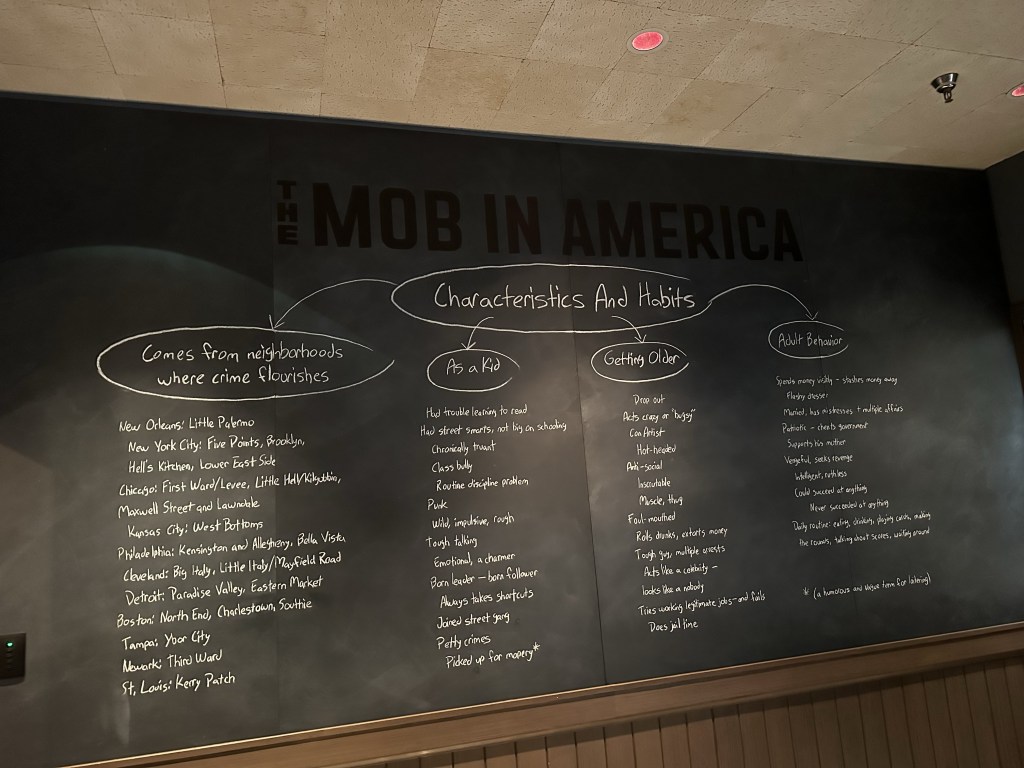 THE MOB IN AMERICA
Characteristics And Habits
Comes from neighborhoods
where crime flourishes
New Orleans: Little Palermo
New York City: Five Points, Brooklyn,
Hell's Kitchen, Lower East Side
Chicago: First Ward/Levee, Little Hell/Kilgubbin,
Maxwell Street and Lawndale
Kansas City: West Bottoms
Philadelphia: Kensington and Allegheny, Bella Vista
Cleveland: Big Italy, Little Italy/Mayfield Road
Detroit: Paradise Valley, Eastern Market
Boston: North End, Charlestown, Southie
Tampa: Ybor City
Newark: Third Ward
St. Louis: Kerry Patch
As a Kid
Had trouble learning to read
Had street smarts, not big on schooling
Chronically truant
Class bully
Routine discipline problem
Punk
Wild, impulsive, rough
Tough talking
Emotional, a charmer
Born leader — born follower
Always takes shortcuts
Joined street gang
Petty crimes
Picked up for mopery*
Getting Older
Drop out
Acts crazy or "bugsy"
Con Artist
Hot-headed
Anti-social
Inscrutable
Muscle, thug
Foul-mouthed
Rolls drunks, extorts money
Tough guy, multiple arrests
Acts like a celebrity —
looks like a nobody
Tries working legitimate jobs—and fails
Does jail time
Adult Behavior
Spends money visibly - stashes money away
Flashy dresser
Married, has mistresses + multiple affairs
Patriotic - cheats government
Supports his mother
Vengeful, seeks revenge
Intelligent, ruthless
Could succeed at anything
Never succeeded at anything
Daily routine: eating, drinking, playing cards, making
the rounds, talking about scores, waiting around
* (a humorous and vague term for loitering)